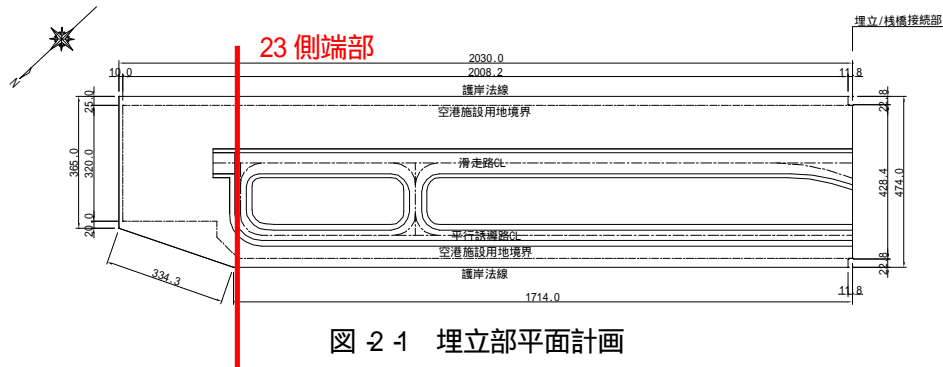 埋立/桟橋接続部
23 側端部
N
2030.0
10.0
2008.2
11.8
護岸法線
空港施設用地境界
25.0
22.8
365.0
320.0
滑走路CL
428.4
474.0
20.0
平行誘導路CL
空港施設用地境界
22.8
護岸法線
334.3
11.8
1714.0
図 -2-1 埋立部平面計画